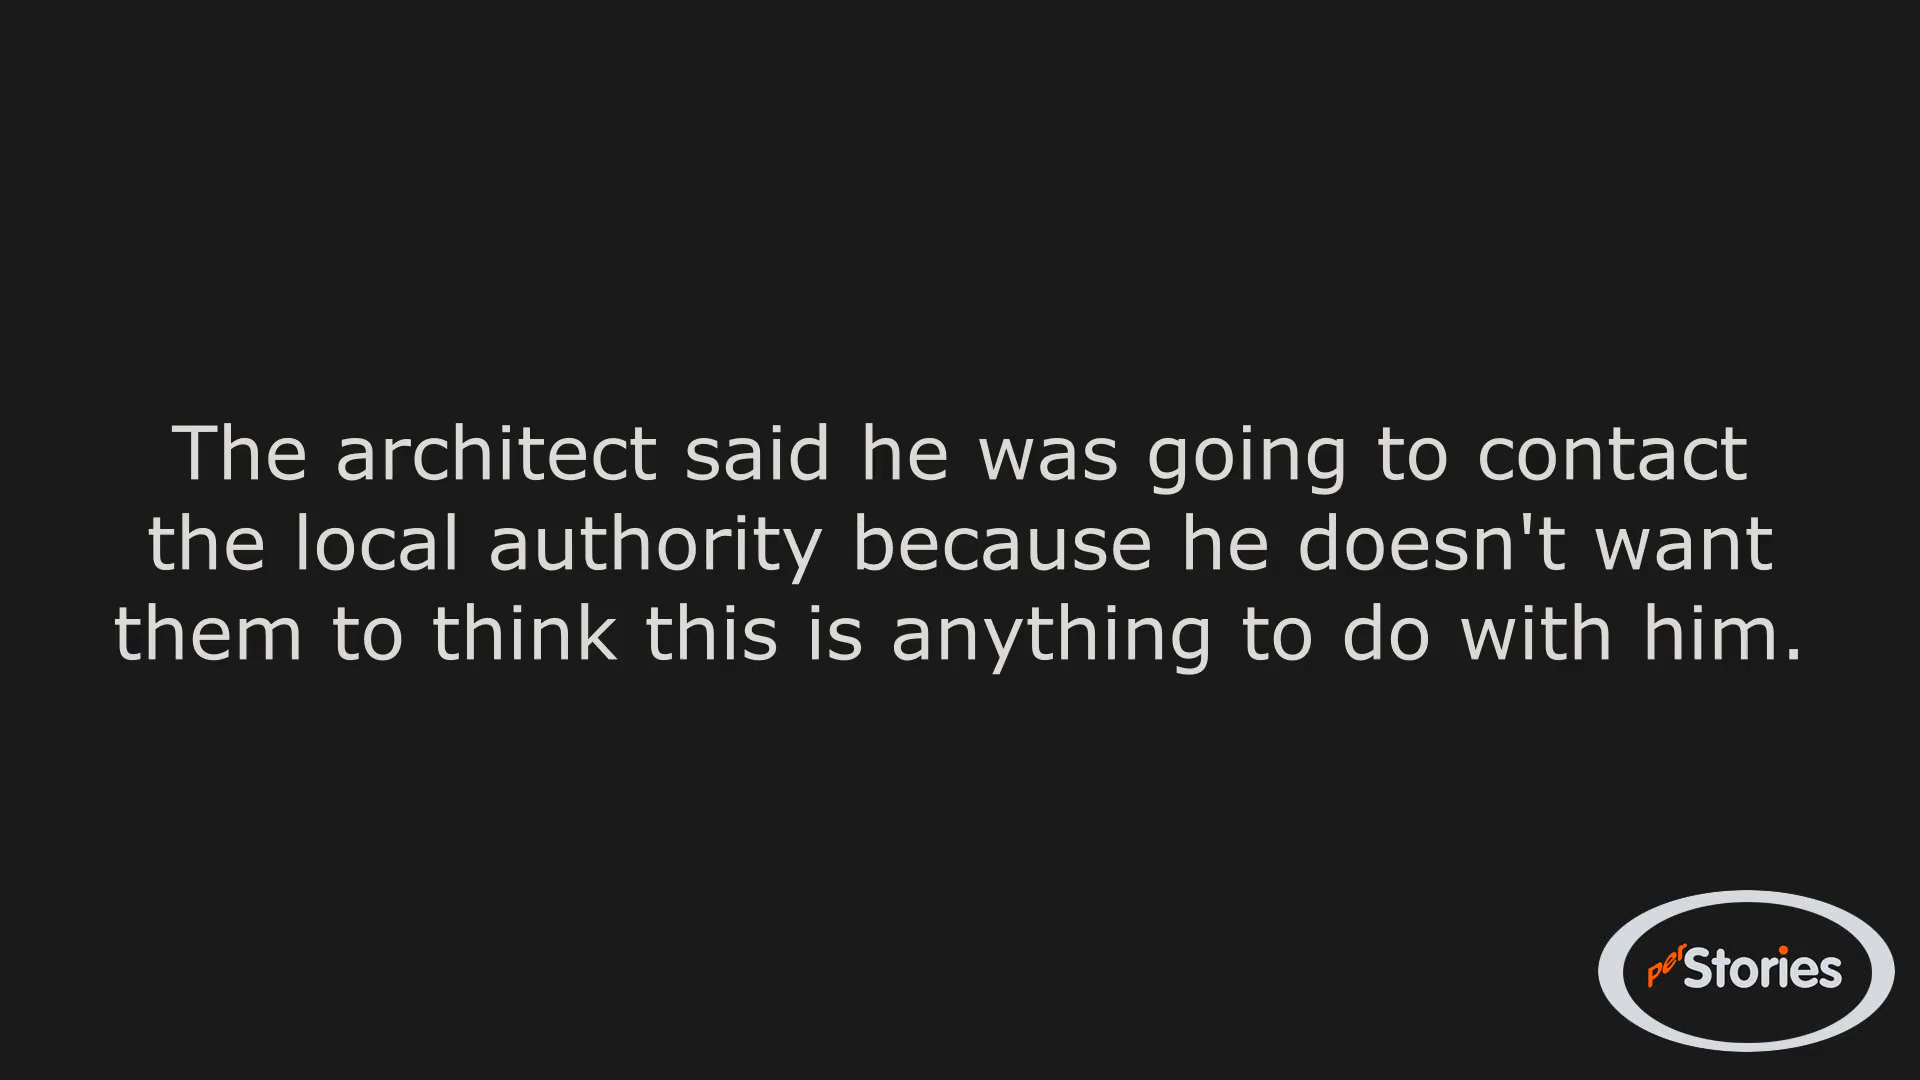 The architect said he was going to contact
the local authority because he doesn't want
them to think this is anything to do with him.
perStories